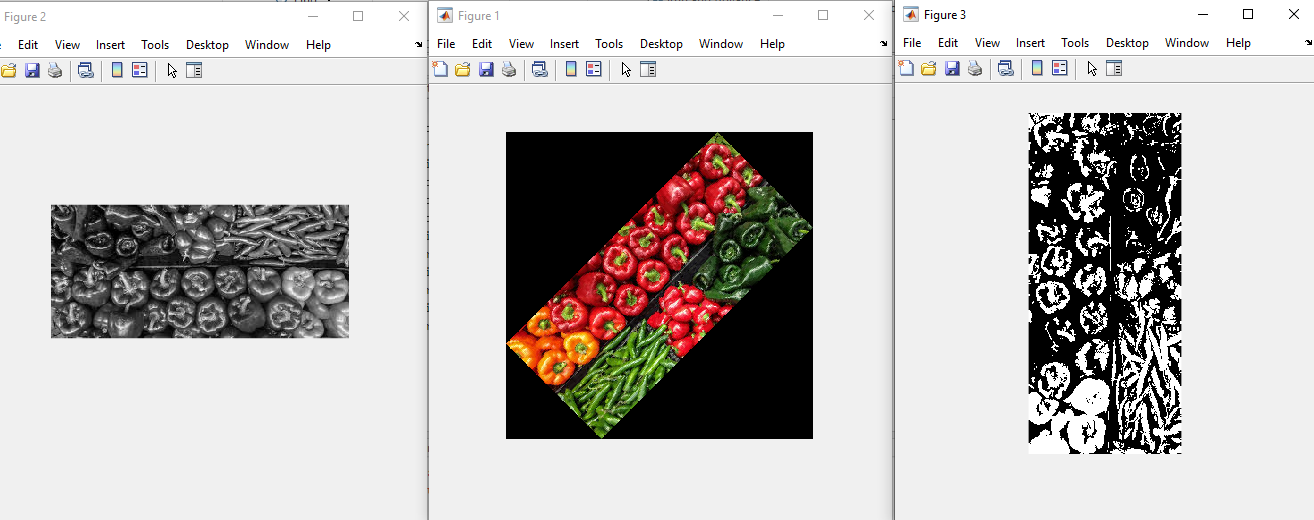 Figure 2
Edit View Insert Tools Desktop Window Help
Figure 1
File Edit View Insert Tools Desktop Window Help
Figure 3
File Edit View Insert Tools Desktop Window Help